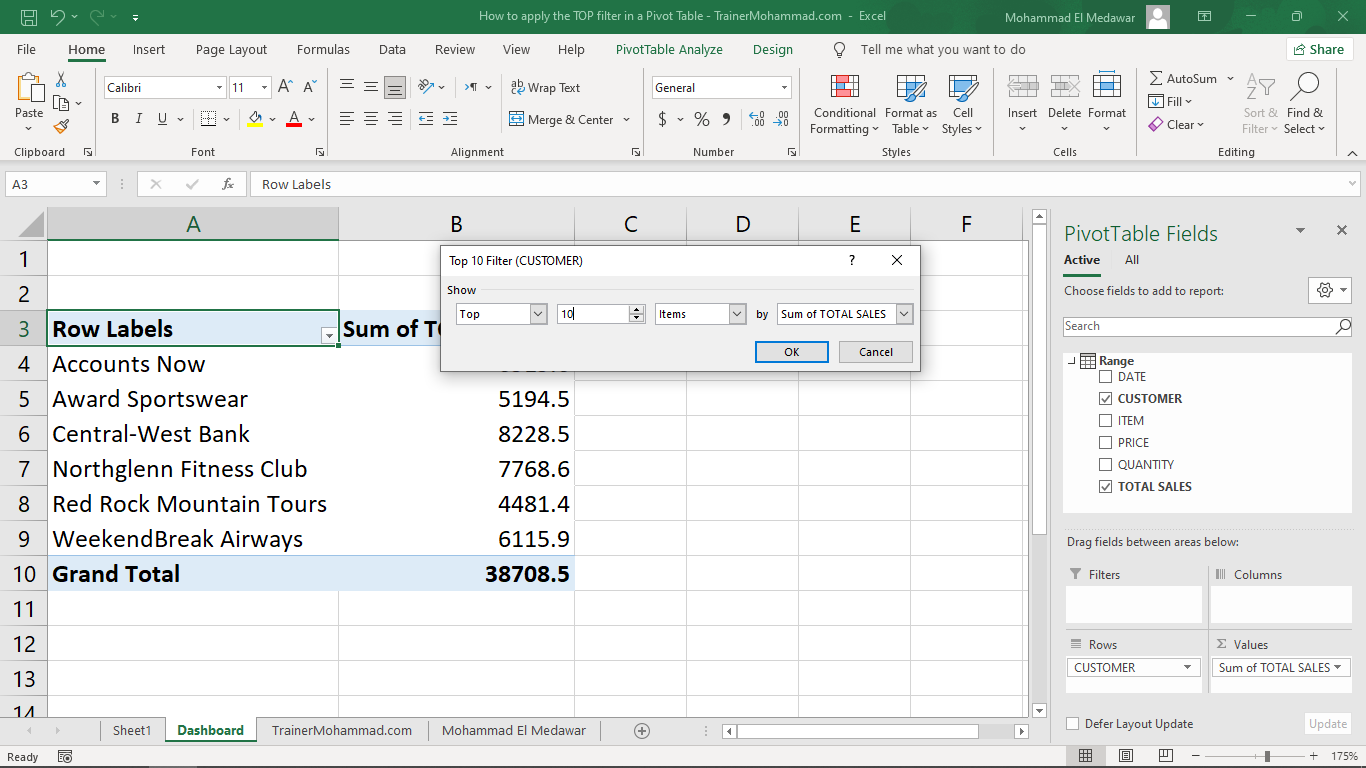 How to apply the TOP filter in a Pivot Table - TrainerMohammad.com - Excel
Mohammad El Medawar
File Home Insert Page Layout Formulas Data Review View Help PivotTable Analyze Design Tell me what you want to do Share
Paste
Clipboard
Calibri 11
B I U A
Font
Wrap Text
Merge & Center
Alignment
General
$ % 9
Number
Conditional Formatting
Format as Table
Cell Styles
Styles
Insert Delete Format
Cells
AutoSum
Fill
Clear
Sort & Filter
Find & Select
Editing
A3 fx Row Labels
A B C D E F
1
2
3 Row Labels Sum of T
4 Accounts Now
5 Award Sportswear 5194.5
6 Central-West Bank 8228.5
7 Northglenn Fitness Club 7768.6
8 Red Rock Mountain Tours 4481.4
9 WeekendBreak Airways 6115.9
10 Grand Total 38708.5
11
12
13
14
Top 10 Filter (CUSTOMER) ?
Show
Top 10 Items by Sum of TOTAL SALES
OK Cancel
PivotTable Fields
Active All
Choose fields to add to report:
Search
Range
DATE
CUSTOMER
ITEM
PRICE
QUANTITY
TOTAL SALES
Drag fields between areas below:
Filters Columns
Rows Σ Values
CUSTOMER Sum of TOTAL SALES
Defer Layout Update Update
Sheet1 Dashboard TrainerMohammad.com Mohammad El Medawar
Ready 175%